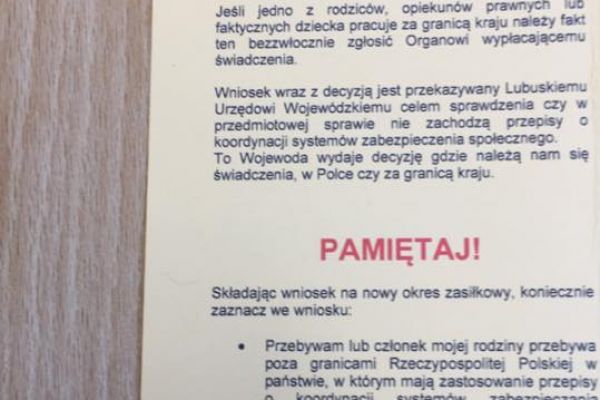 Jeśli jedno z rodziców, opiekunów prawnych lub
faktycznych dziecka pracuje za granicą kraju należy fakt
ten bezzwłocznie zgłosić Organowi wypłacającemu
świadczenia.
Wniosek wraz z decyzją jest przekazywany Lubuskiemu
Urzędowi Wojewódzkiemu celem sprawdzenia czy w
przedmiotowej sprawie nie zachodzą przepisy o
koordynacji systemów zabezpieczenia społecznego.
To Wojewoda wydaje decyzję gdzie należą nam się
świadczenia, w Polce czy za granicą kraju.
PAMIĘTAJ!
Składając wniosek na nowy okres zasiłkowy, koniecznie
zaznacz we wniosku:
• Przebywam lub członek mojej rodziny przebywa
poza granicami Rzeczypospolitej Polskiej w
państwie, w którym mają zastosowanie przepisy
o koordynacji systemów zabezpieczania